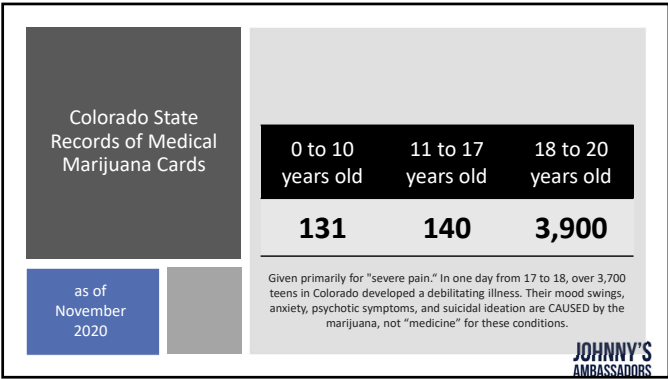 Colorado State
Records of Medical
Marijuana Cards
as of
November
2020
0 to 10
years old
11 to 17
years old
18 to 20
years old
131 140 3,900
Given primarily for "severe pain.“ In one day from 17 to 18, over 3,700
teens in Colorado developed a debilitating illness. Their mood swings,
anxiety, psychotic symptoms, and suicidal ideation are CAUSED by the
marijuana, not “medicine” for these conditions.
JOHNNY'S
AMBASSADORS